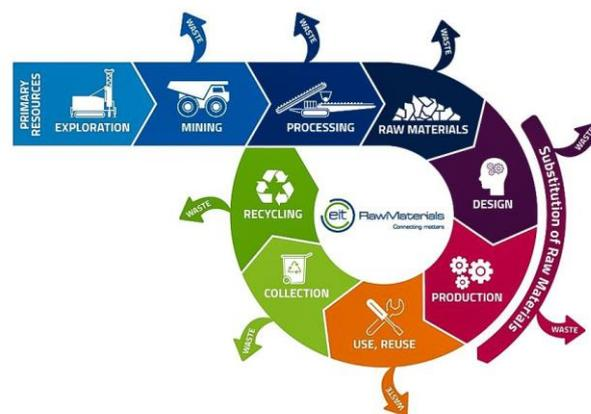 WASTE
WASTE
WASTE
PRIMARY
RESOURCES
EXPLORATION
MINING
PROCESSING
RAW MATERIALS
WASTE
DESIGN
Substitution of Raw Materials
PRODUCTION
WASTE
USE, REUSE
WASTE
COLLECTION
WASTE
RECYCLING
WASTE
eit RawMaterials
Connecting matters